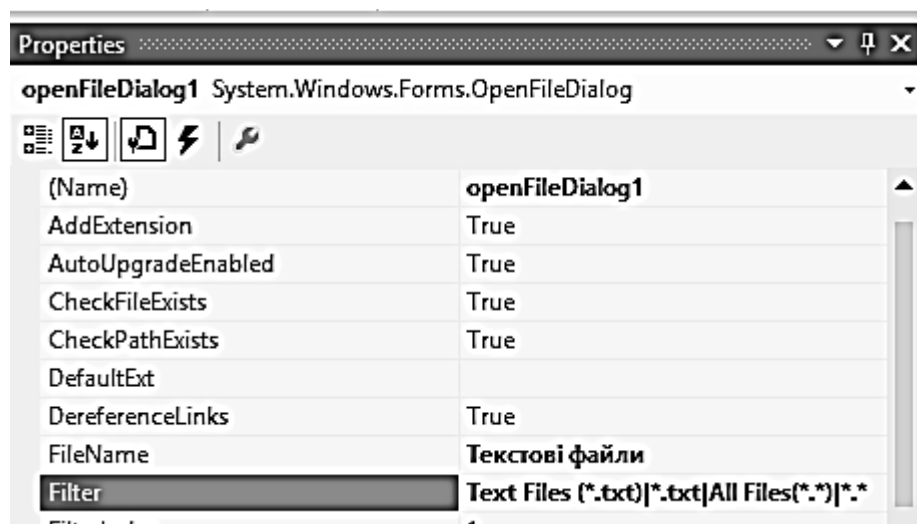 Properties
openFileDialog1 System.Windows.Forms.OpenFileDialog
(Name) openFileDialog1
AddExtension True
AutoUpgradeEnabled True
CheckFileExists True
CheckPathExists True
DefaultExt
DereferenceLinks True
FileName Текстові файли
Filter Text Files (*.txt)|*.txt|All Files(*.*)|*.*